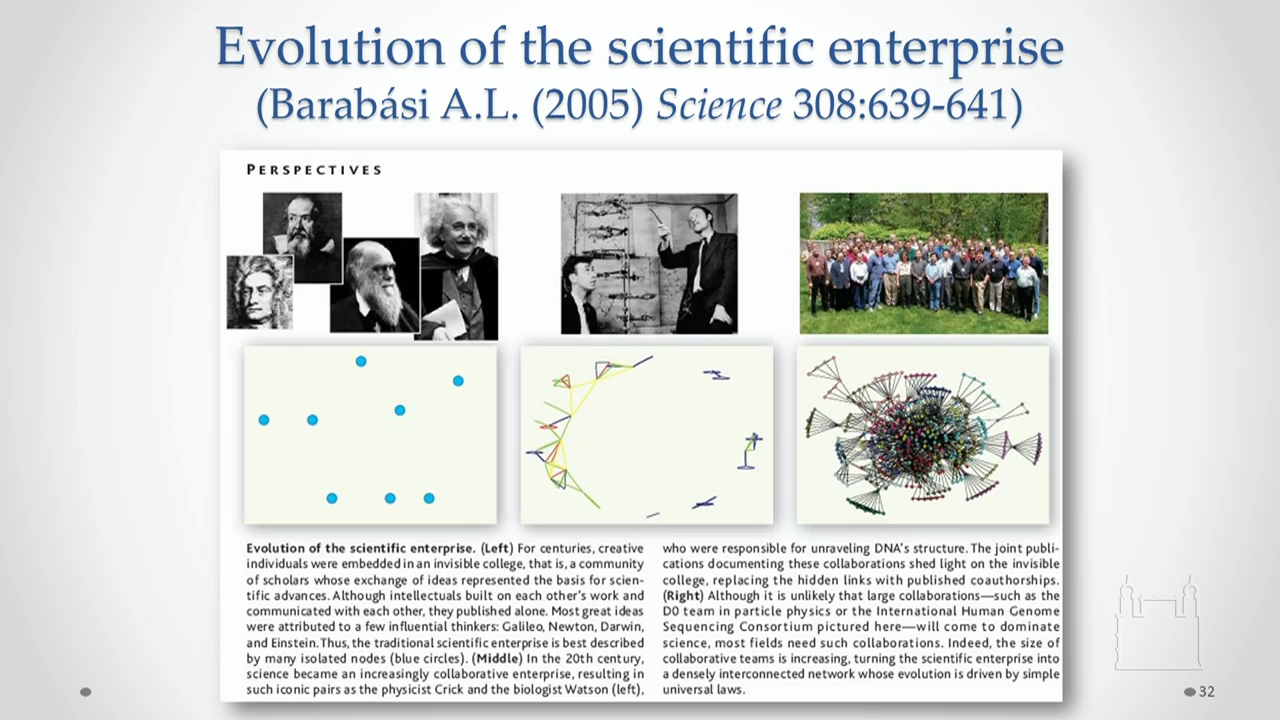 Evolution of the scientific enterprise
(Barabási A.L. (2005) Science 308:639-641)
PERSPECTIVES
Evolution of the scientific enterprise. (Left) For centuries, creative
individuals were embedded in an invisible college, that is, a community
of scholars whose exchange of ideas represented the basis for scien-
tific advances. Although intellectuals built on each other's work and
communicated with each other, they published alone. Most great ideas
were attributed to a few influential thinkers: Galileo, Newton, Darwin,
and Einstein. Thus, the traditional scientific enterprise is best described
by many isolated nodes (blue circles). (Middle) In the 20th century,
science became an increasingly collaborative enterprise, resulting in
such iconic pairs as the physicist Crick and the biologist Watson (left),
who were responsible for unraveling DNA's structure. The joint publi-
cations documenting these collaborations shed light on the invisible
college, replacing the hidden links with published coauthorships.
(Right) Although it is unlikely that large collaborations—such as the
D0 team in particle physics or the International Human Genome
Sequencing Consortium pictured here—will come to dominate
science, most fields need such collaborations. Indeed, the size of
collaborative teams is increasing, turning the scientific enterprise into
a densely interconnected network whose evolution is driven by simple
universal laws.
32